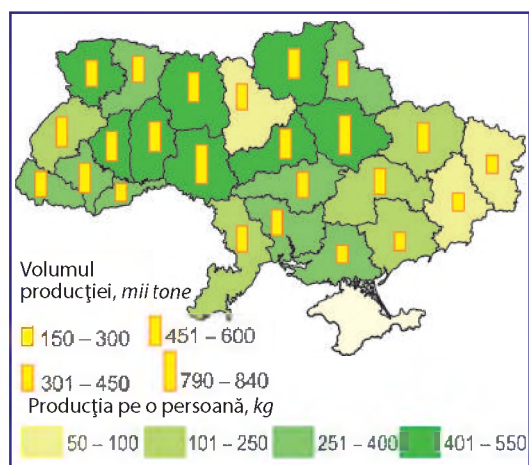 Volumul
producţiei, mii tone
150 – 300 451 – 600
301 – 450 790 – 840
Producţia pe o persoană, kg
50 – 100 101 – 250 251 – 400 401 – 550